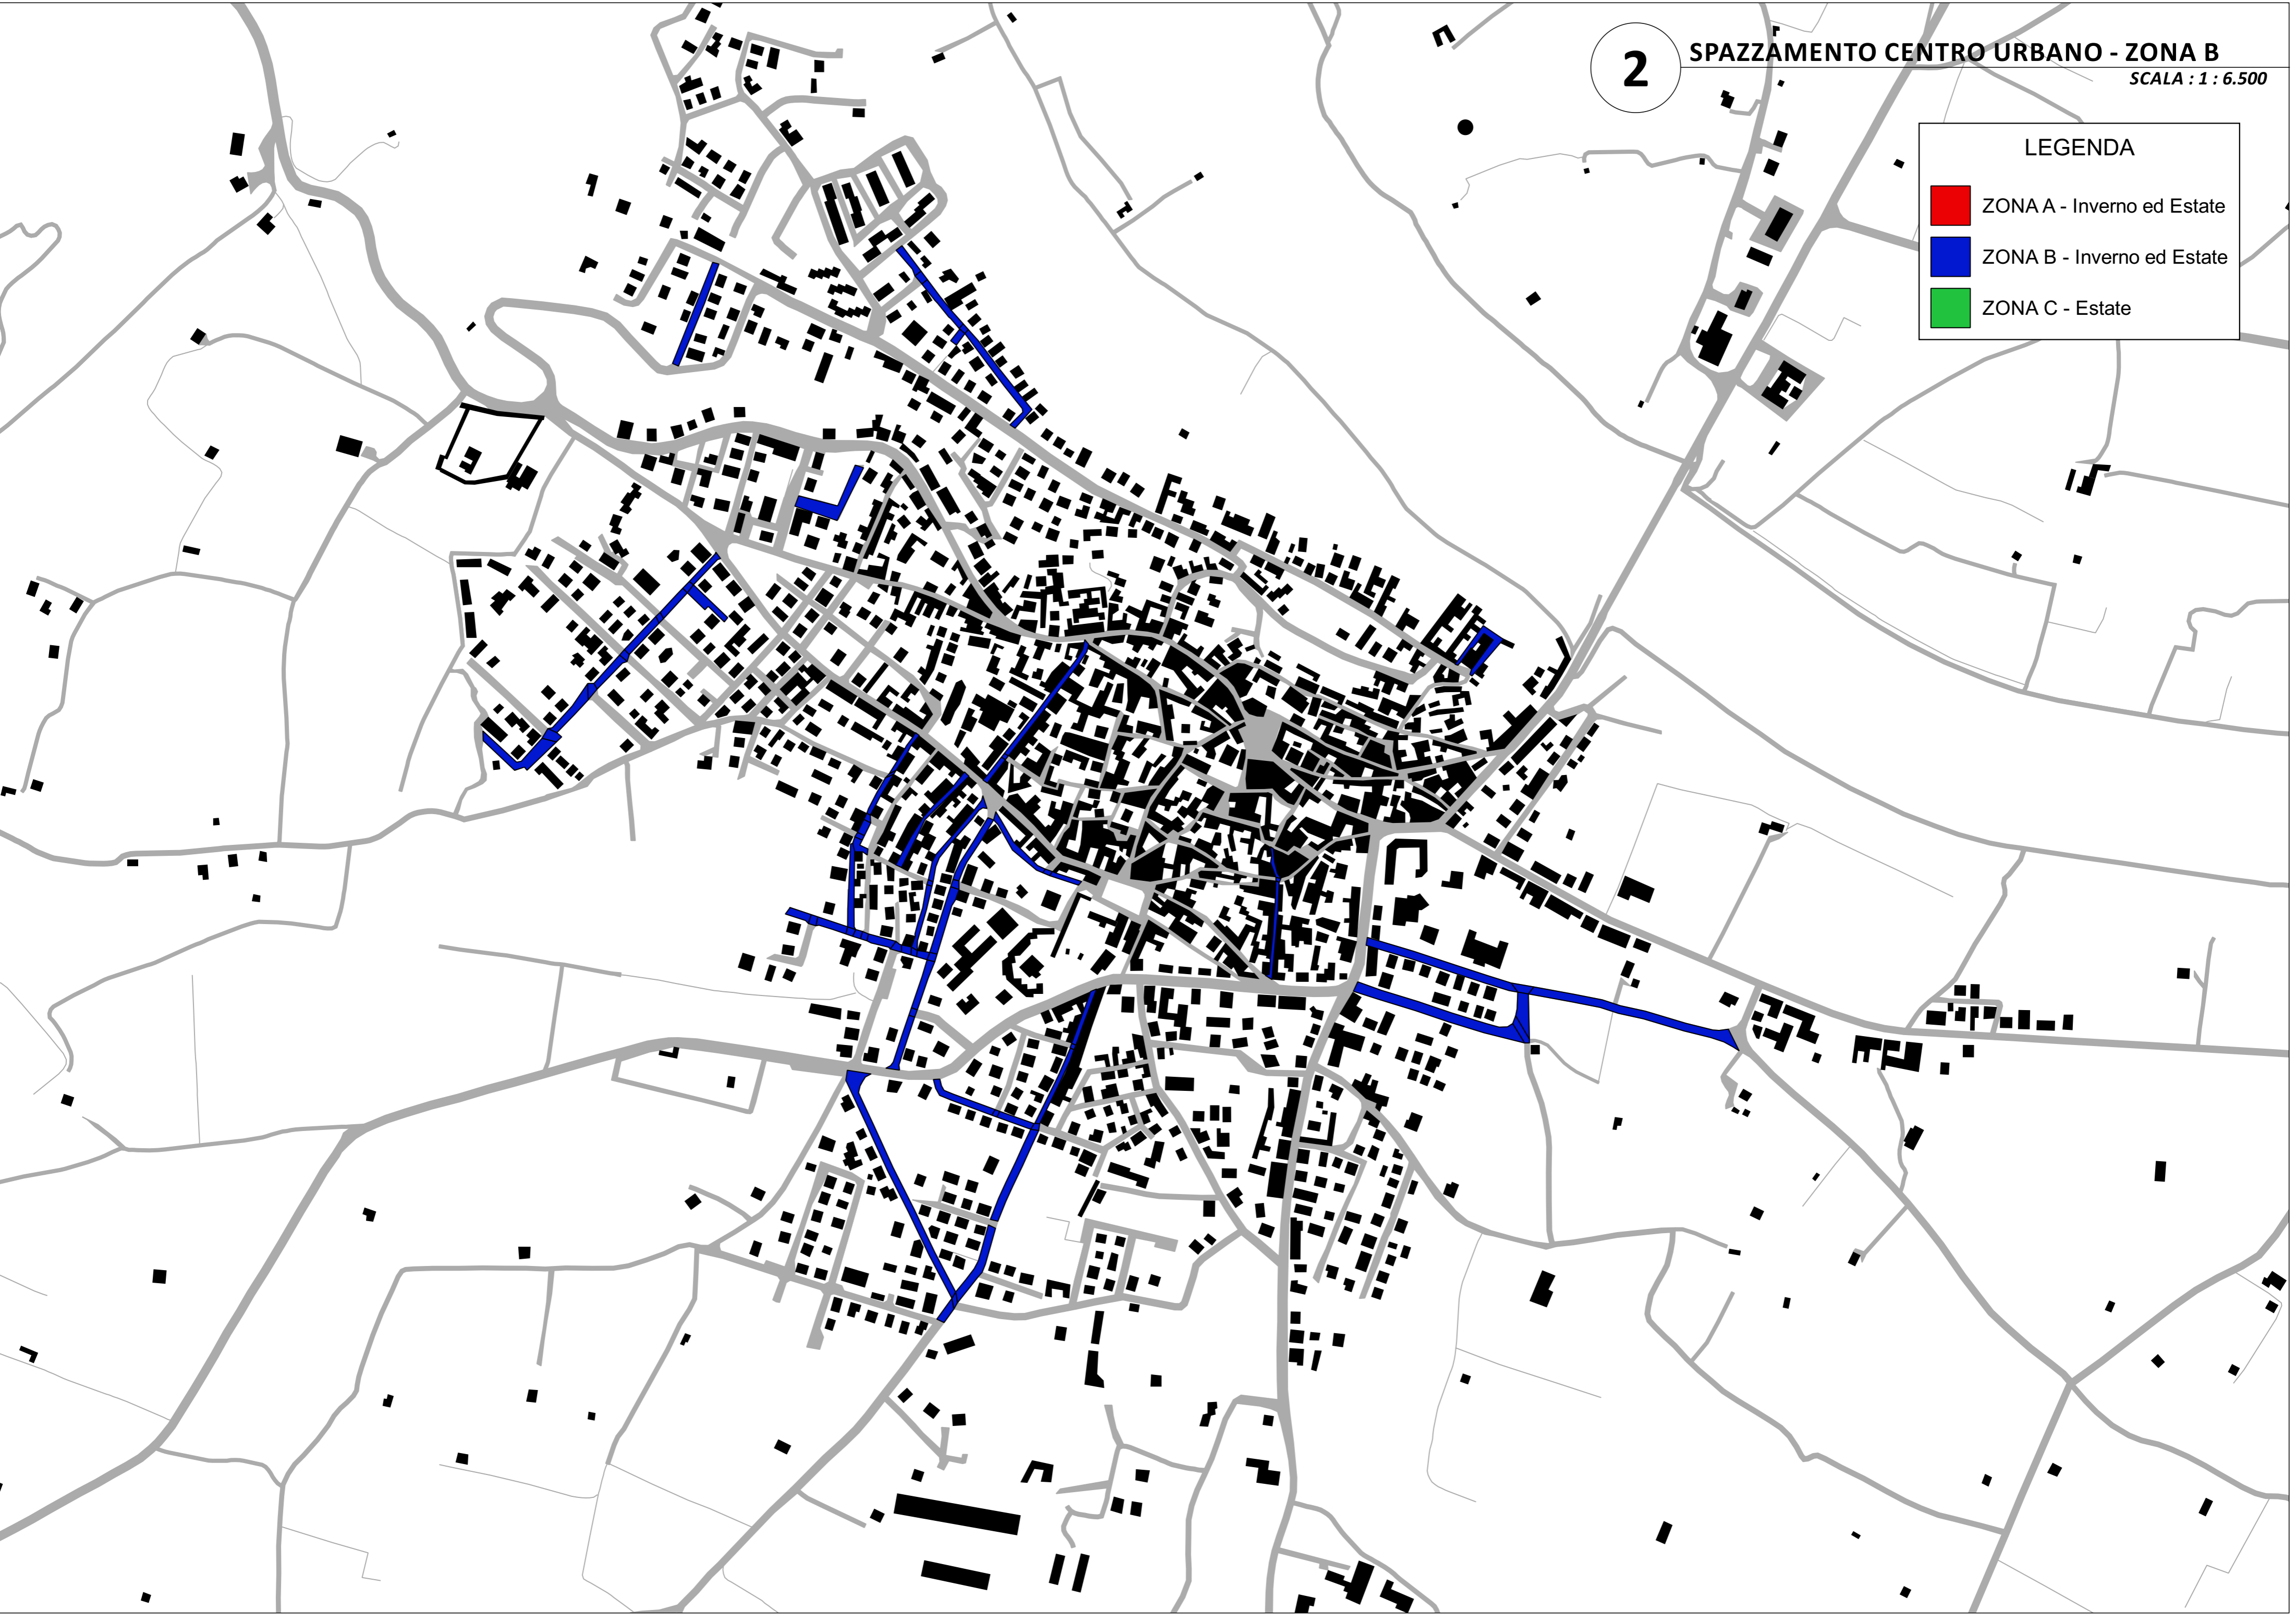 2
SPAZZAMENTO CENTRO URBANO - ZONA B
SCALA : 1 : 6.500
LEGENDA
ZONA A - Inverno ed Estate
ZONA B - Inverno ed Estate
ZONA C - Estate